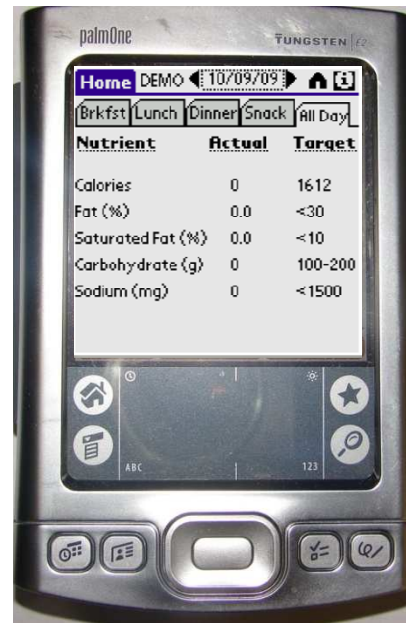 palmOne TUNGSTEN E2
Home DEMO 10/09/09 i
Brkfst Lunch Dinner Snack All Day
Nutrient Actual Target
Calories 0 1612
Fat (%) 0.0 <30
Saturated Fat (%) 0.0 <10
Carbohydrate (g) 0 100-200
Sodium (mg) 0 <1500
ABC 123